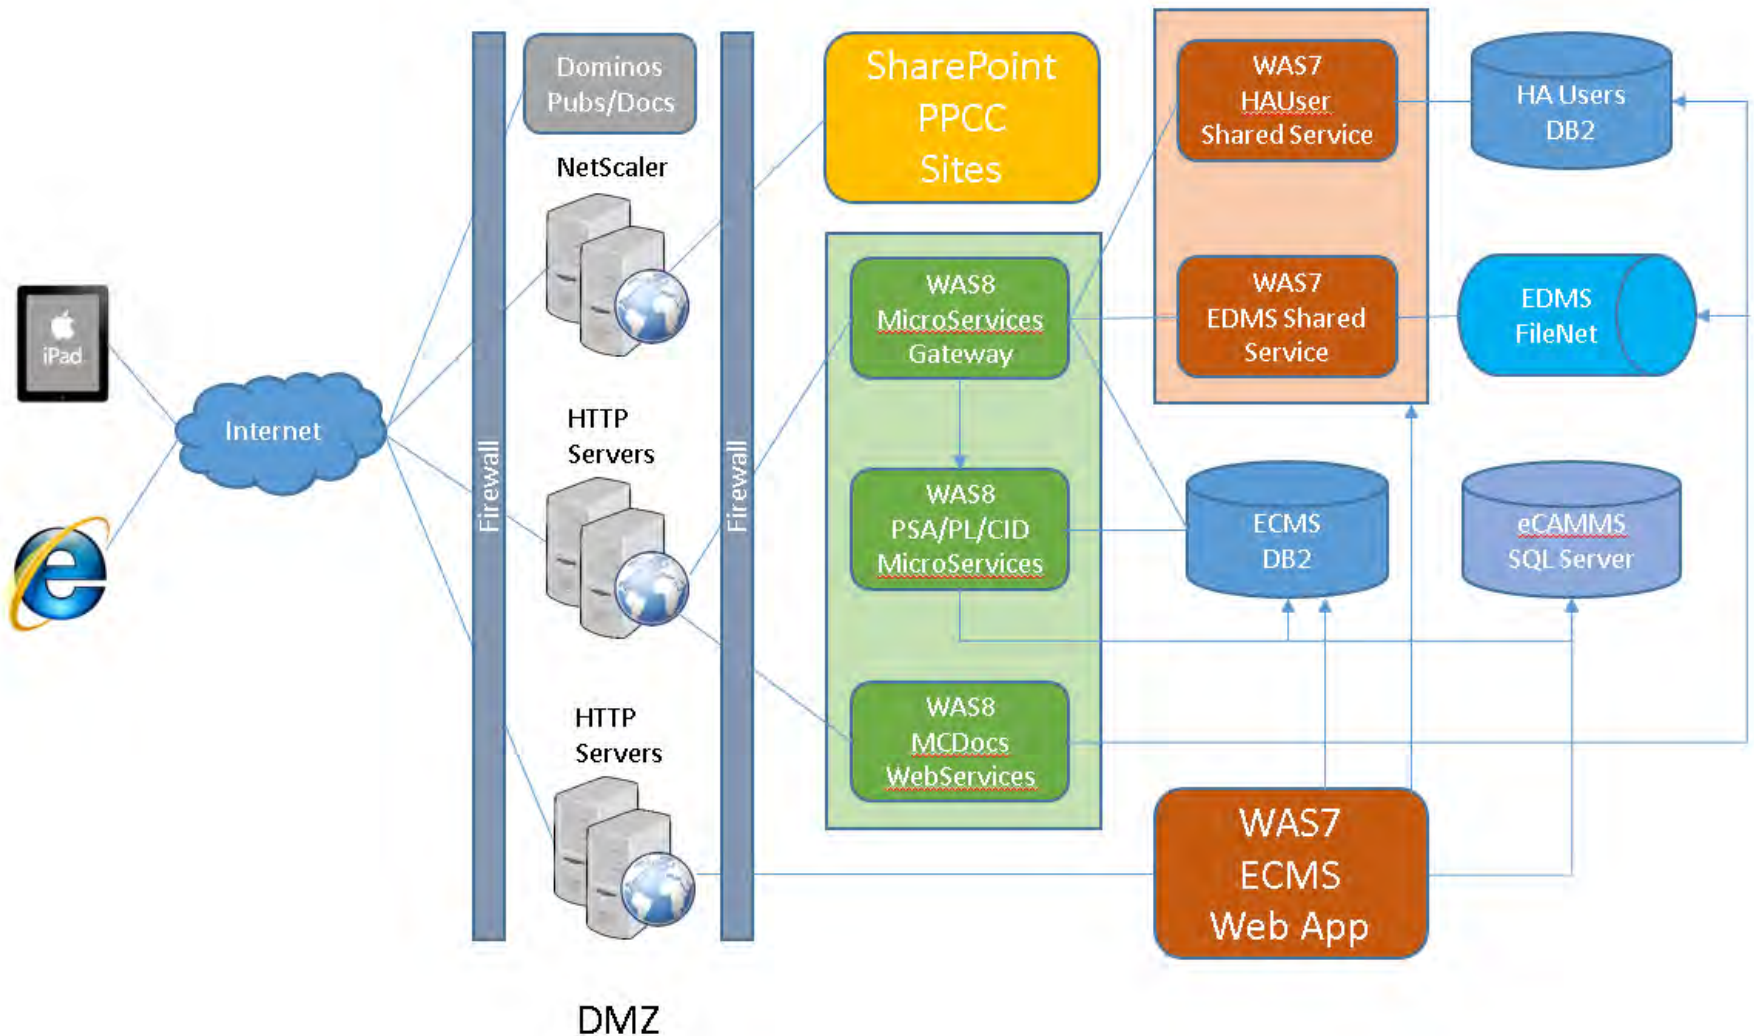 iPad
Internet
Firewall
Dominos
Pubs/Docs
NetScaler
HTTP
Servers
HTTP
Servers
DMZ
Firewall
SharePoint
PPCC
Sites
WAS8
MicroServices
Gateway
WAS8
PSA/PL/CID
MicroServices
WAS8
MCDocs
WebServices
WAS7
HAUser
Shared Service
WAS7
EDMS Shared
Service
HA Users
DB2
EDMS
FileNet
ECMS
DB2
eCAMMS
SQL Server
WAS7
ECMS
Web App